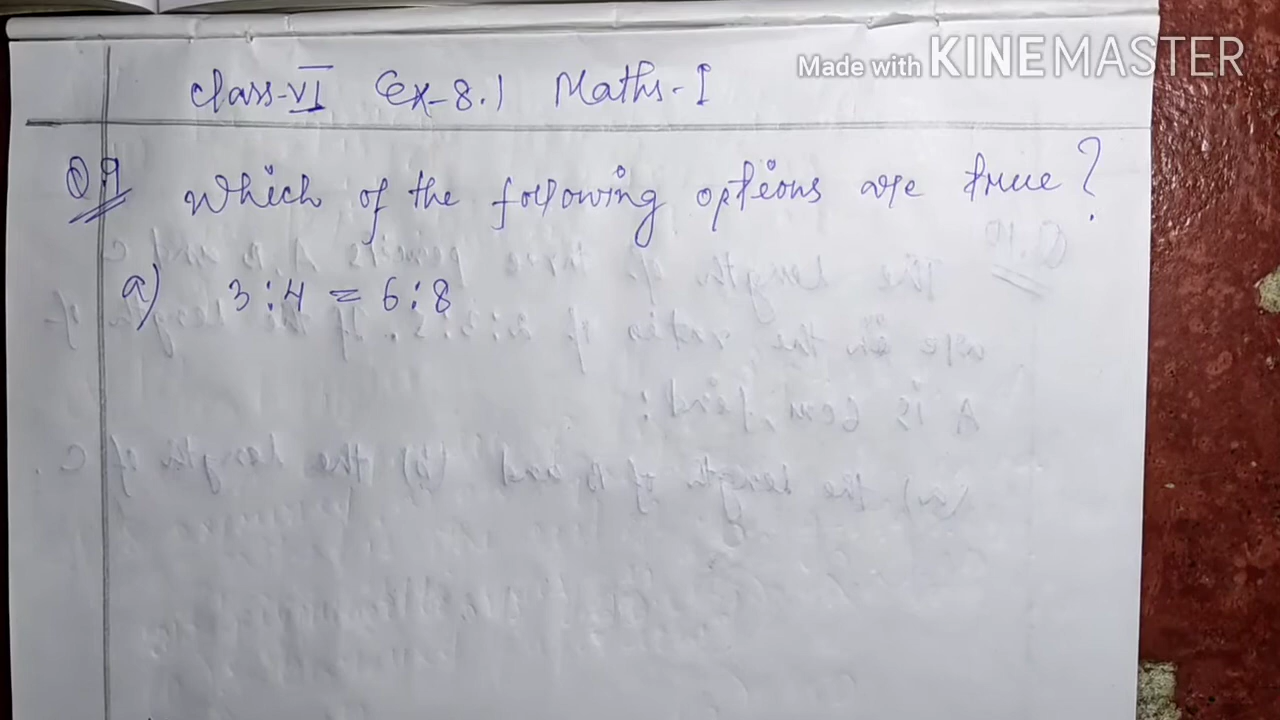 Made with KINEMASTER
Class-VI Ex-8.1 Maths-I
Q9 Which of the following options are true?
a) 3:4 = 6:8